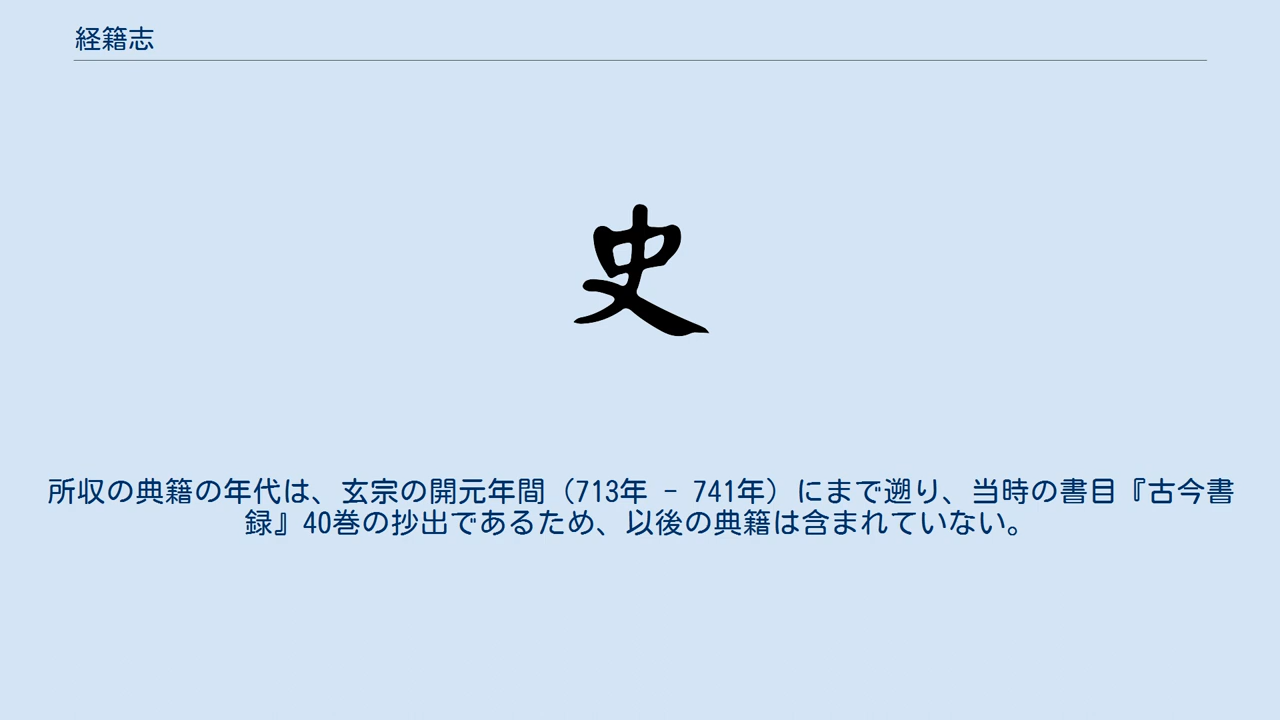 経籍志
史
所収の典籍の年代は、玄宗の開元年間（713年 - 741年）にまで遡り、当時の書目『古今書
録』40巻の抄出であるため、以後の典籍は含まれていない。